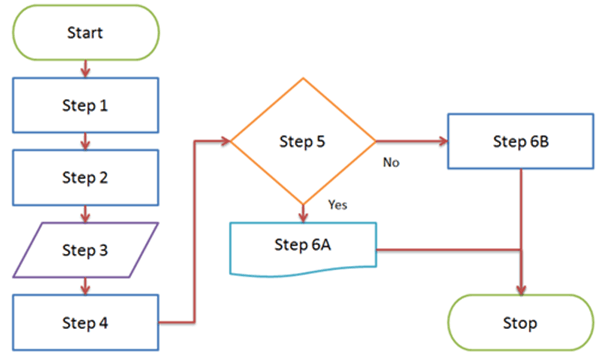 Start
Step 1
Step 2
Step 3
Step 4
Step 5
No
Yes
Step 6A
Step 6B
Stop